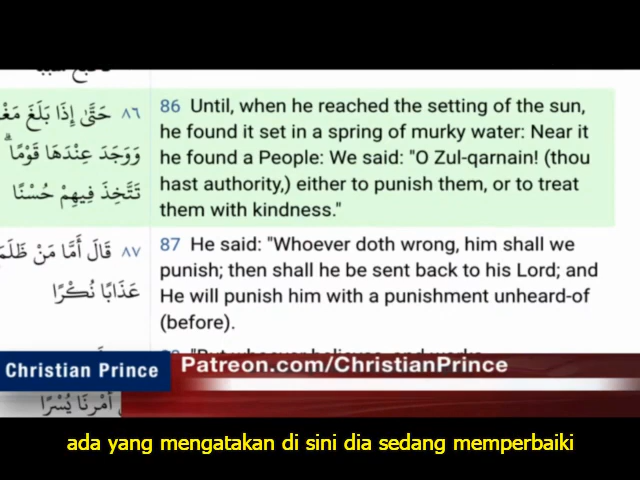 86 Until, when he reached the setting of the sun,
he found it set in a spring of murky water: Near it
he found a People: We said: "O Zul-qarnain! (thou
hast authority,) either to punish them, or to treat
them with kindness."
٨٦ حَتَّىٰ إِذَا بَلَغَ
وَوَجَدَ عِنْدَهَا قَوْمًا ۗ
تَتَّخِذَ فِيهِمْ حُسْنًا
87 He said: "Whoever doth wrong, him shall we
punish; then shall he be sent back to his Lord; and
He will punish him with a punishment unheard-of
(before).
٨٧ قَالَ أَمَّا مَنْ
عَذَابًا نُكْرًا
Christian Prince
Patreon.com/ChristianPrince
أَمْرِنَا يُسْرًا
ada yang mengatakan di sini dia sedang memperbaiki